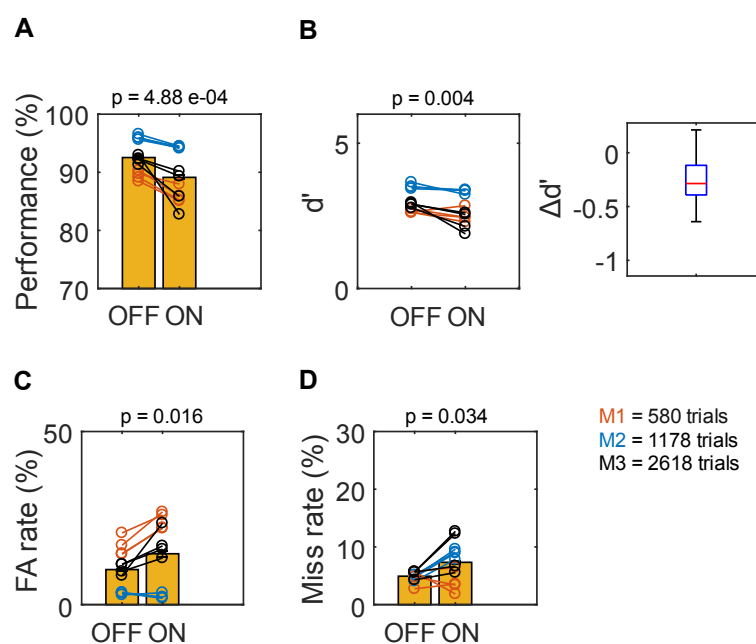 A
p = 4.88 e-04
Performance (%)
100
90
80
70
OFF ON
B
p = 0.004
d'
5
0
OFF ON
Δd'
0
-0.5
-1
C
p = 0.016
FA rate (%)
50
0
OFF ON
D
p = 0.034
Miss rate (%)
30
20
10
0
OFF ON
M1 = 580 trials
M2 = 1178 trials
M3 = 2618 trials